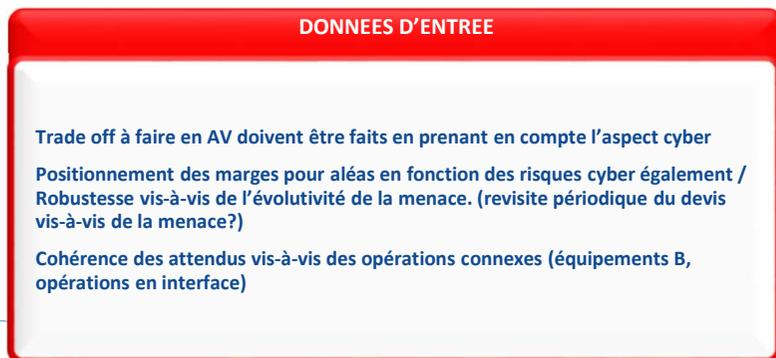 DONNEES D’ENTREE
Trade off à faire en AV doivent être faits en prenant en compte l’aspect cyber
Positionnement des marges pour aléas en fonction des risques cyber également /
Robustesse vis-à-vis de l’évolutivité de la menace. (revisite périodique du devis
vis-à-vis de la menace?)
Cohérence des attendus vis-à-vis des opérations connexes (équipements B,
opérations en interface)